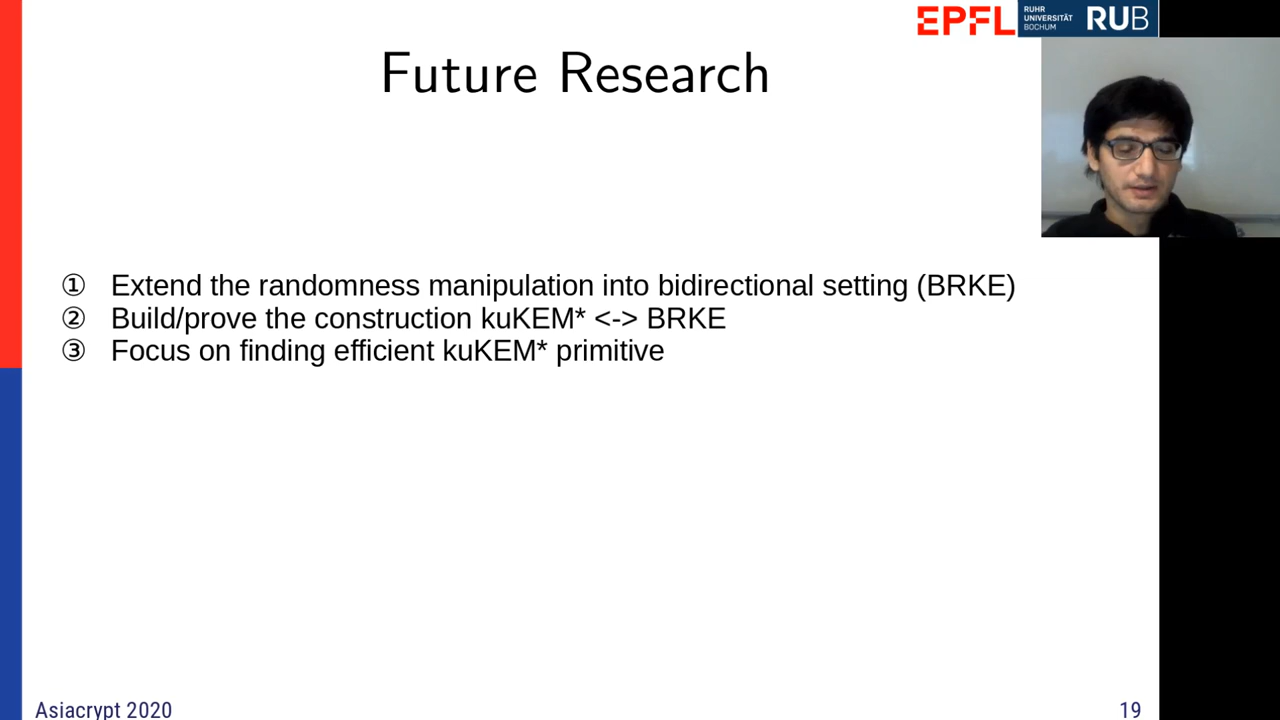 EPFL
RUHR
UNIVERSITÄT
BOCHUM
RUB
Future Research
① Extend the randomness manipulation into bidirectional setting (BRKE)
② Build/prove the construction kuKEM* <-> BRKE
③ Focus on finding efficient kuKEM* primitive
Asiacrypt 2020
19